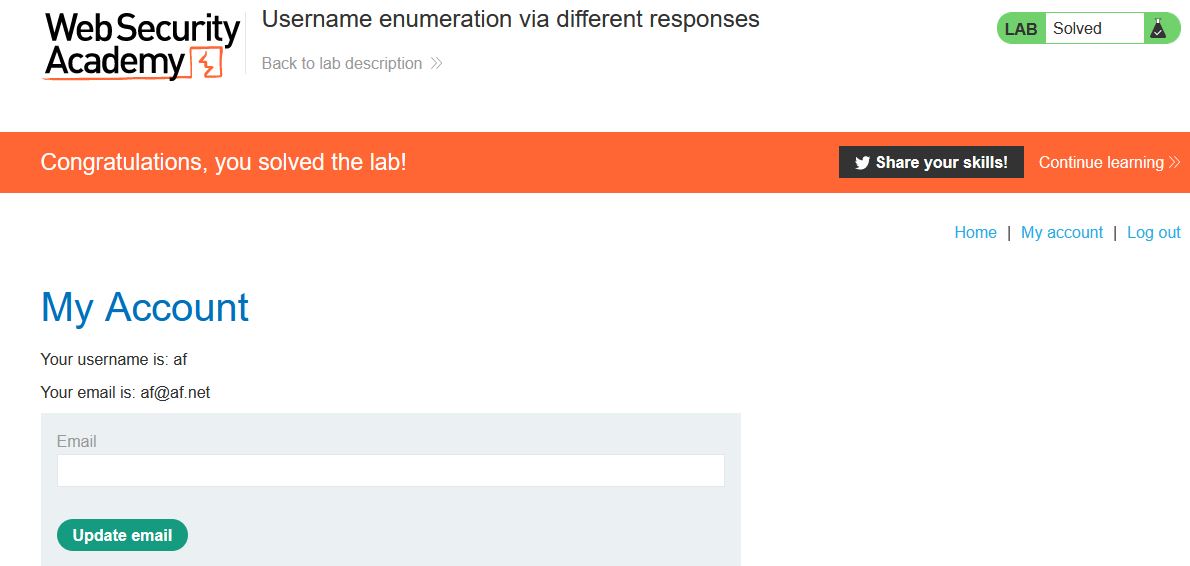 Web Security
Academy
Username enumeration via different responses
Back to lab description
LAB Solved
Congratulations, you solved the lab!
Share your skills!
Continue learning
Home | My account | Log out
My Account
Your username is: af
Your email is: af@af.net
Email
Update email